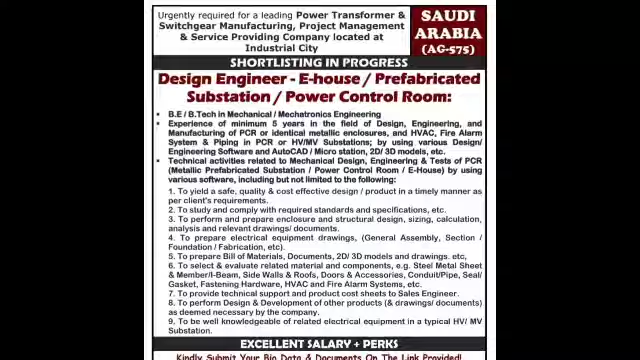 Urgently required for a leading Power Transformer &
Switchgear Manufacturing, Project Management
& Service Providing Company located at
Industrial City
SAUDI
ARABIA
(AG-575)
SHORTLISTING IN PROGRESS
Design Engineer - E-house / Prefabricated
Substation / Power Control Room:
• B.E / B.Tech in Mechanical / Mechatronics Engineering
• Experience of minimum 5 years in the field of Design, Engineering, and
Manufacturing of PCR or identical metallic enclosures, and HVAC, Fire Alarm
System & Piping in PCR or HV/MV Substations; by using various Design/
Engineering Software and AutoCAD / Micro station, 2D/ 3D models, etc.
• Technical activities related to Mechanical Design, Engineering & Tests of PCR
(Metallic Prefabricated Substation / Power Control Room / E-House) by using
various software, including but not limited to the following:
1. To yield a safe, quality & cost effective design / product in a timely manner as
per client's requirements.
2. To study and comply with required standards and specifications, etc.
3. To perform and prepare enclosure and structural design, sizing, calculation,
analysis and relevant drawings/ documents.
4. To prepare electrical equipment drawings, (General Assembly, Section /
Foundation / Fabrication, etc).
5. To prepare Bill of Materials, Documents, 2D/ 3D models and drawings. etc,
6. To select & evaluate related material and components, e.g. Steel Metal Sheet
& Member/I-Beam, Side Walls & Roofs, Doors & Accessories, Conduit/Pipe, Seal/
Gasket, Fastening Hardware, HVAC and Fire Alarm Systems, etc.
7. To provide technical support and product cost sheets to Sales Engineer.
8. To perform Design & Development of other products (& drawings/ documents)
as deemed necessary by the company.
9. To be well knowledgeable of related electrical equipment in a typical HV/ MV
Substation.
EXCELLENT SALARY + PERKS
Kindly Submit Your Bio Data & Documents On The Link Provided!